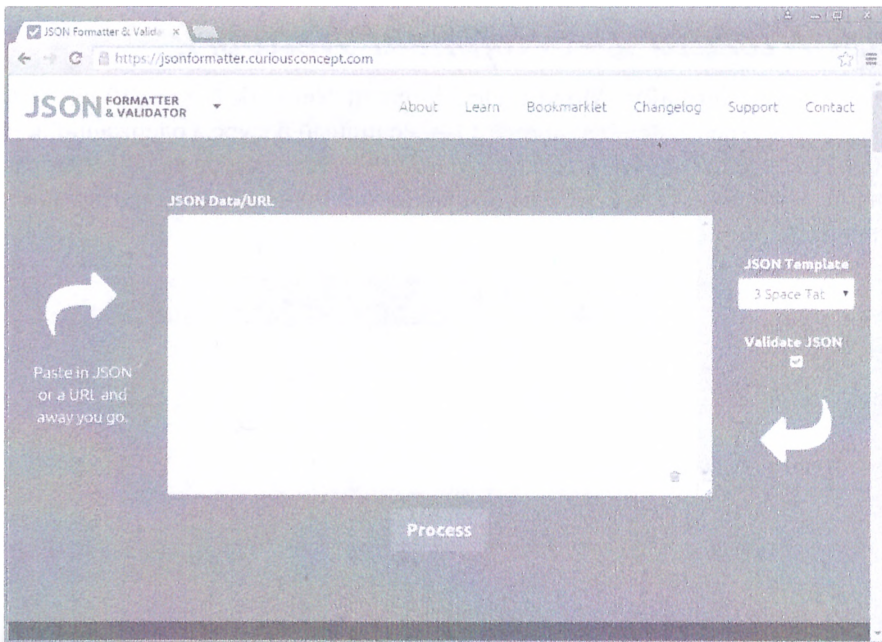 JSON Formatter & Valida
https://jsonformatter.curiousconcept.com
JSON FORMATTER & VALIDATOR
About Learn Bookmarklet Changelog Support Contact
JSON Data/URL
JSON Template
3 Space Tat
Validate JSON
Paste in JSON
or a URL and
away you go.
Process